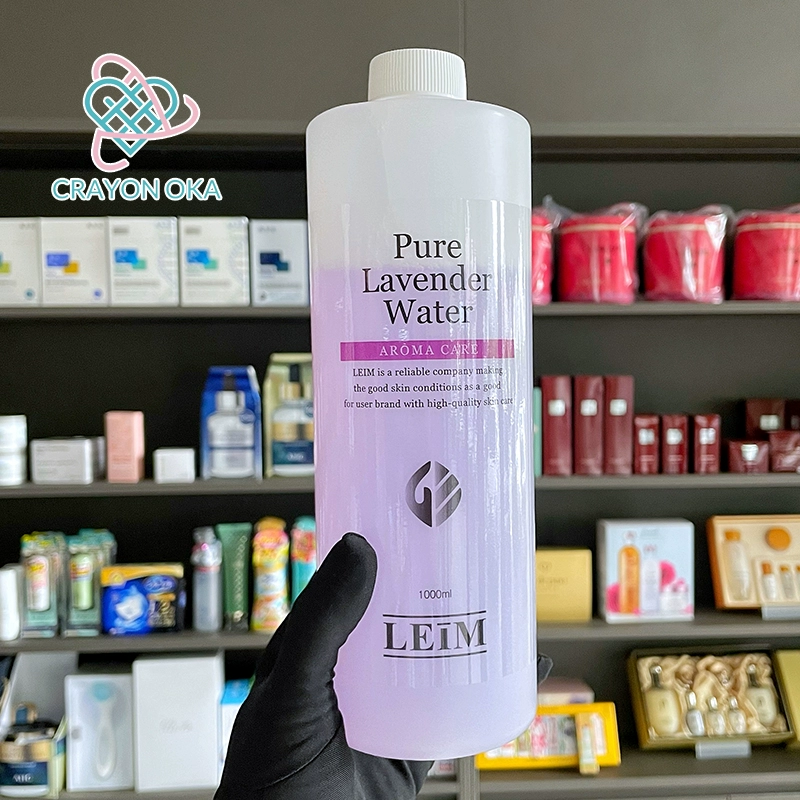 CRAYON OKA
Pure
Lavender
Water
AROMA CARE
LEIM is a reliable company making
the good skin conditions as a good
for user brand with high-quality skin care
1000ml
LEIM